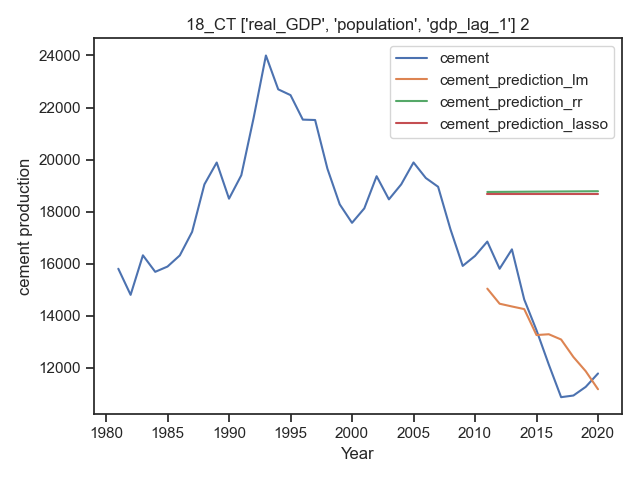 18_CT ['real_GDP', 'population', 'gdp_lag_1'] 2
cement
cement_prediction_lm
cement_prediction_rr
cement_prediction_lasso
24000
22000
20000
18000
16000
14000
12000
cement production
1980 1985 1990 1995 2000 2005 2010 2015 2020
Year